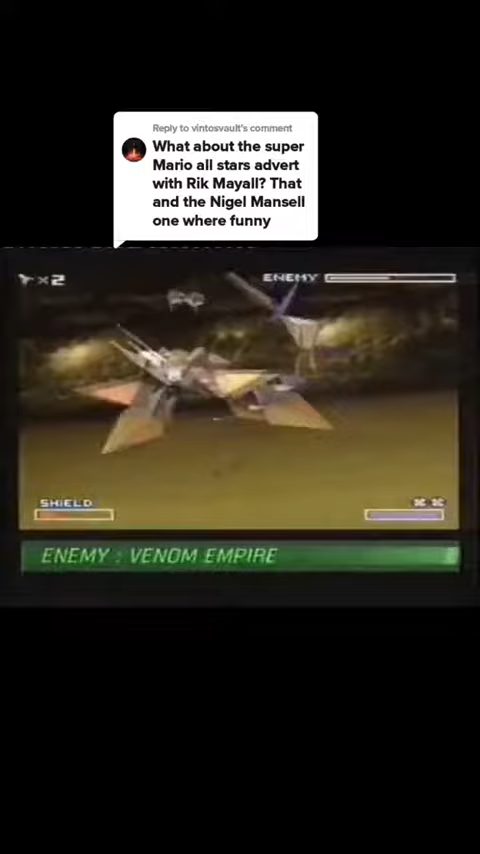 Reply to vintosvault's comment
What about the super
Mario all stars advert
with Rik Mayall? That
and the Nigel Mansell
one where funny
×2
ENEMY
SHIELD
ENEMY : VENOM EMPIRE